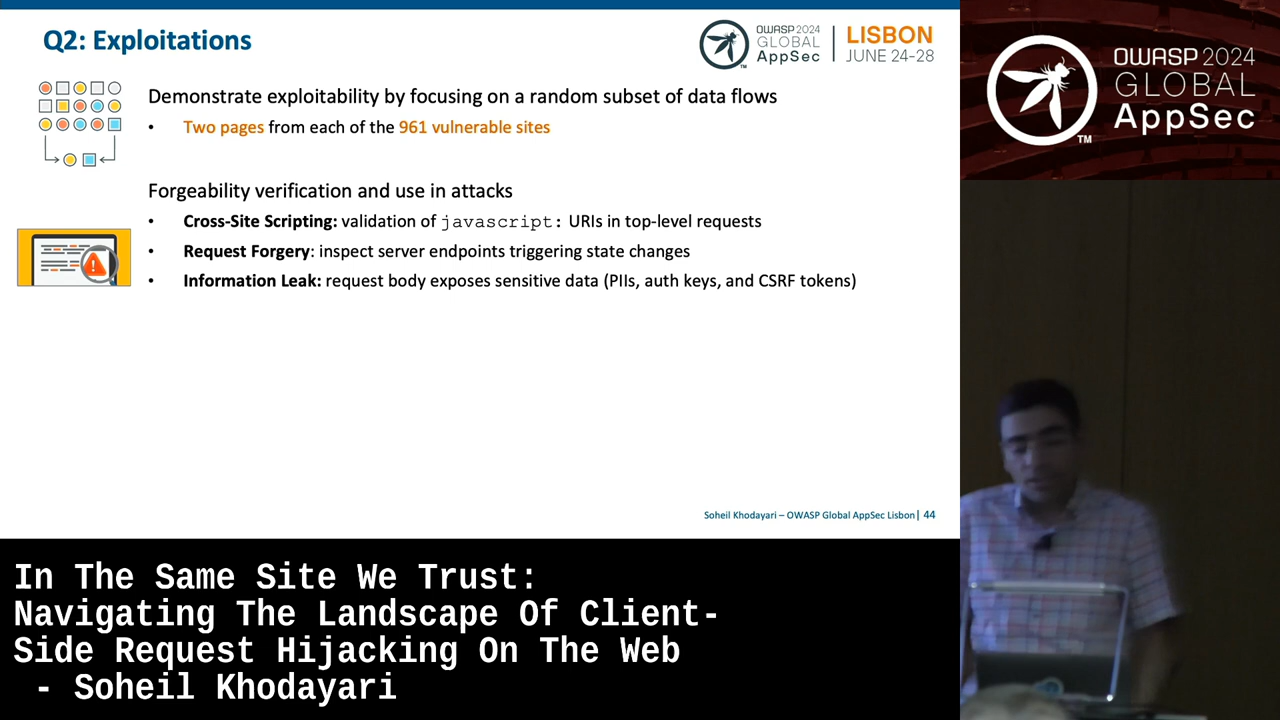 Q2: Exploitations
OWASP 2024
GLOBAL
AppSec
TM
LISBON
JUNE 24-28
Demonstrate exploitability by focusing on a random subset of data flows
• Two pages from each of the 961 vulnerable sites
Forgeability verification and use in attacks
• Cross-Site Scripting: validation of javascript: URIs in top-level requests
• Request Forgery: inspect server endpoints triggering state changes
• Information Leak: request body exposes sensitive data (PIIs, auth keys, and CSRF tokens)
Soheil Khodayari – OWASP Global AppSec Lisbon| 44
OWASP 2024
GLOBAL
AppSec
TM
In The Same Site We Trust:
Navigating The Landscape Of Client-
Side Request Hijacking On The Web
- Soheil Khodayari